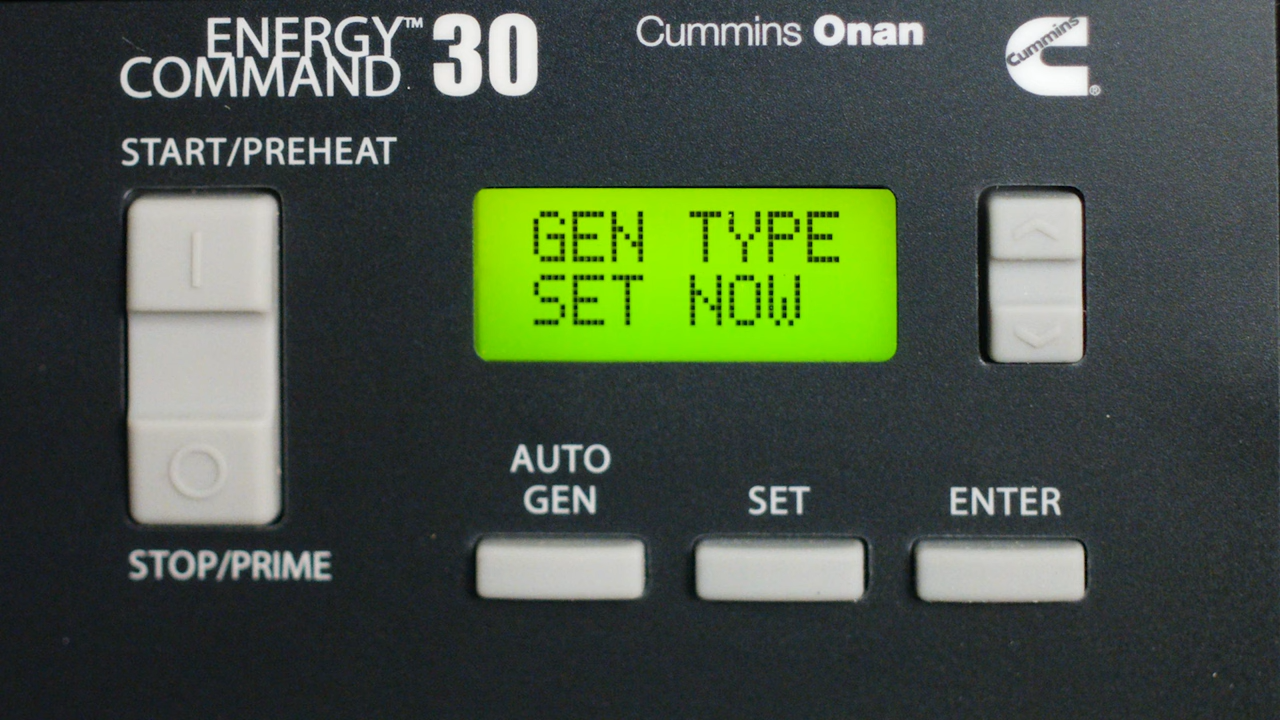 ENERGY™
COMMAND 30
Cummins Onan
Cummins
®
START/PREHEAT
GEN TYPE
SET NOW
AUTO
GEN
SET
ENTER
STOP/PRIME